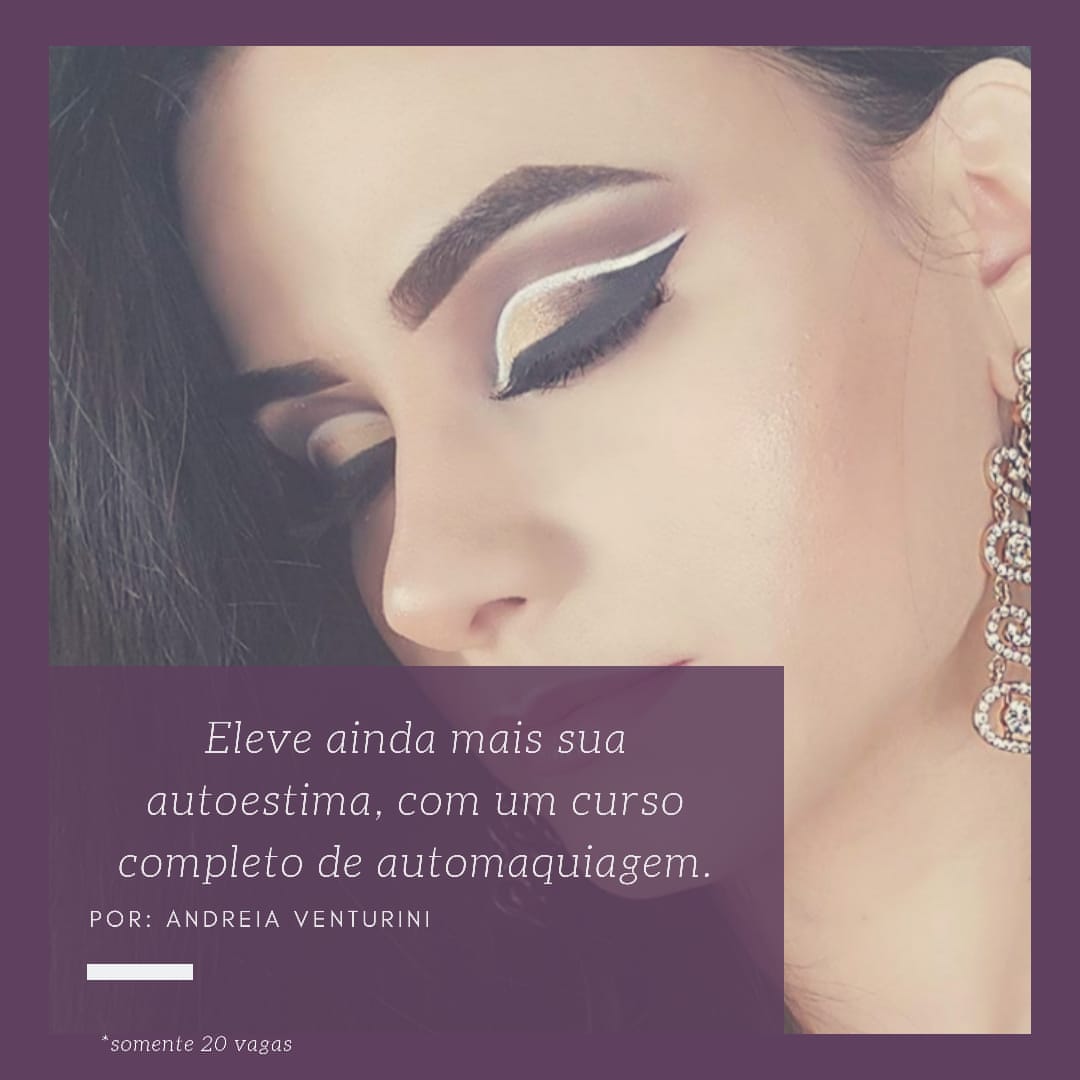 Eleve ainda mais sua
autoestima, com um curso
completo de automaquiagem.
POR: ANDREIA VENTURINI
*somente 20 vagas